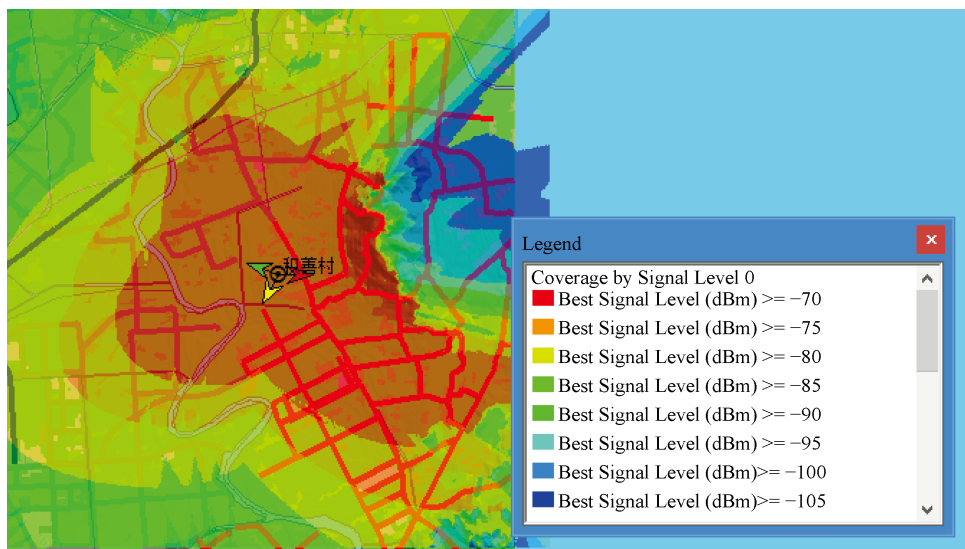 和善村
Legend
Coverage by Signal Level 0
Best Signal Level (dBm) >= −70
Best Signal Level (dBm) >= −75
Best Signal Level (dBm) >= −80
Best Signal Level (dBm) >= −85
Best Signal Level (dBm) >= −90
Best Signal Level (dBm) >= −95
Best Signal Level (dBm)>= −100
Best Signal Level (dBm)>= −105